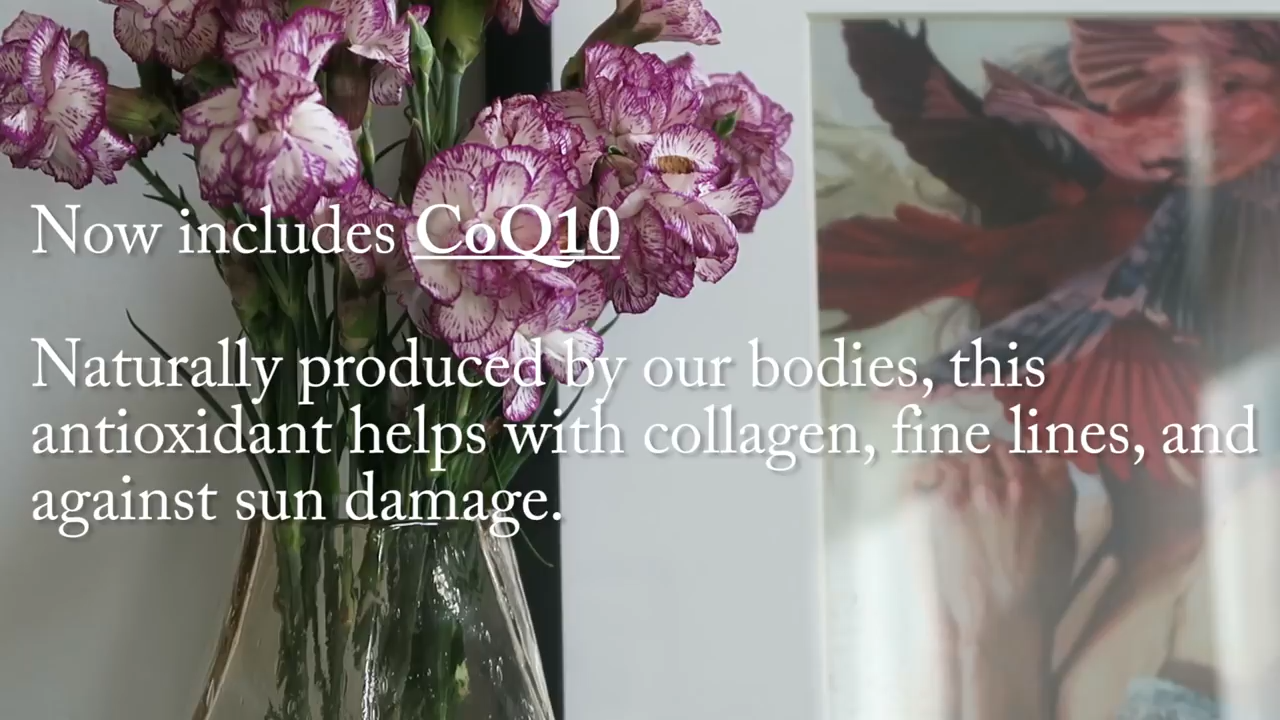 Now includes CoQ10
Naturally produced by our bodies, this
antioxidant helps with collagen, fine lines, and
against sun damage.